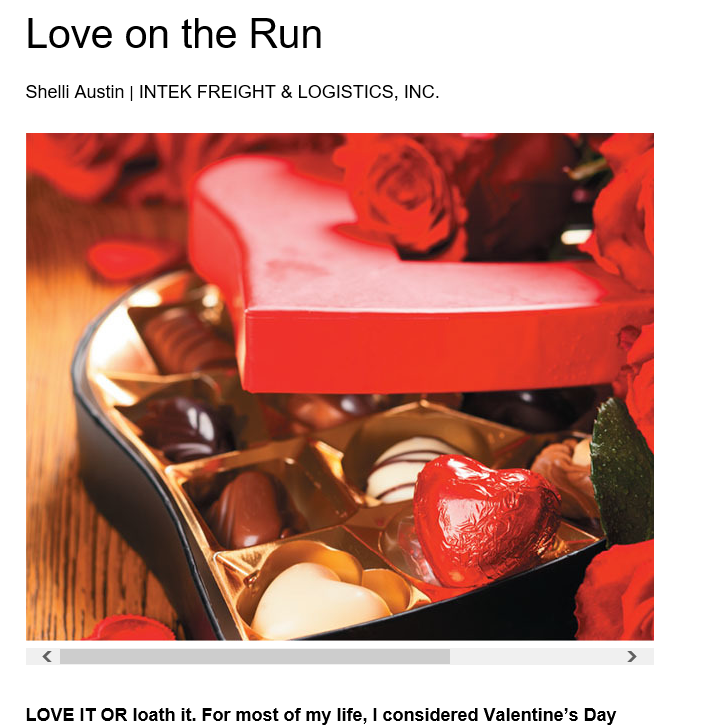 Love on the Run
Shelli Austin | INTEK FREIGHT & LOGISTICS, INC.
LOVE IT OR loath it. For most of my life, I considered Valentine’s Day